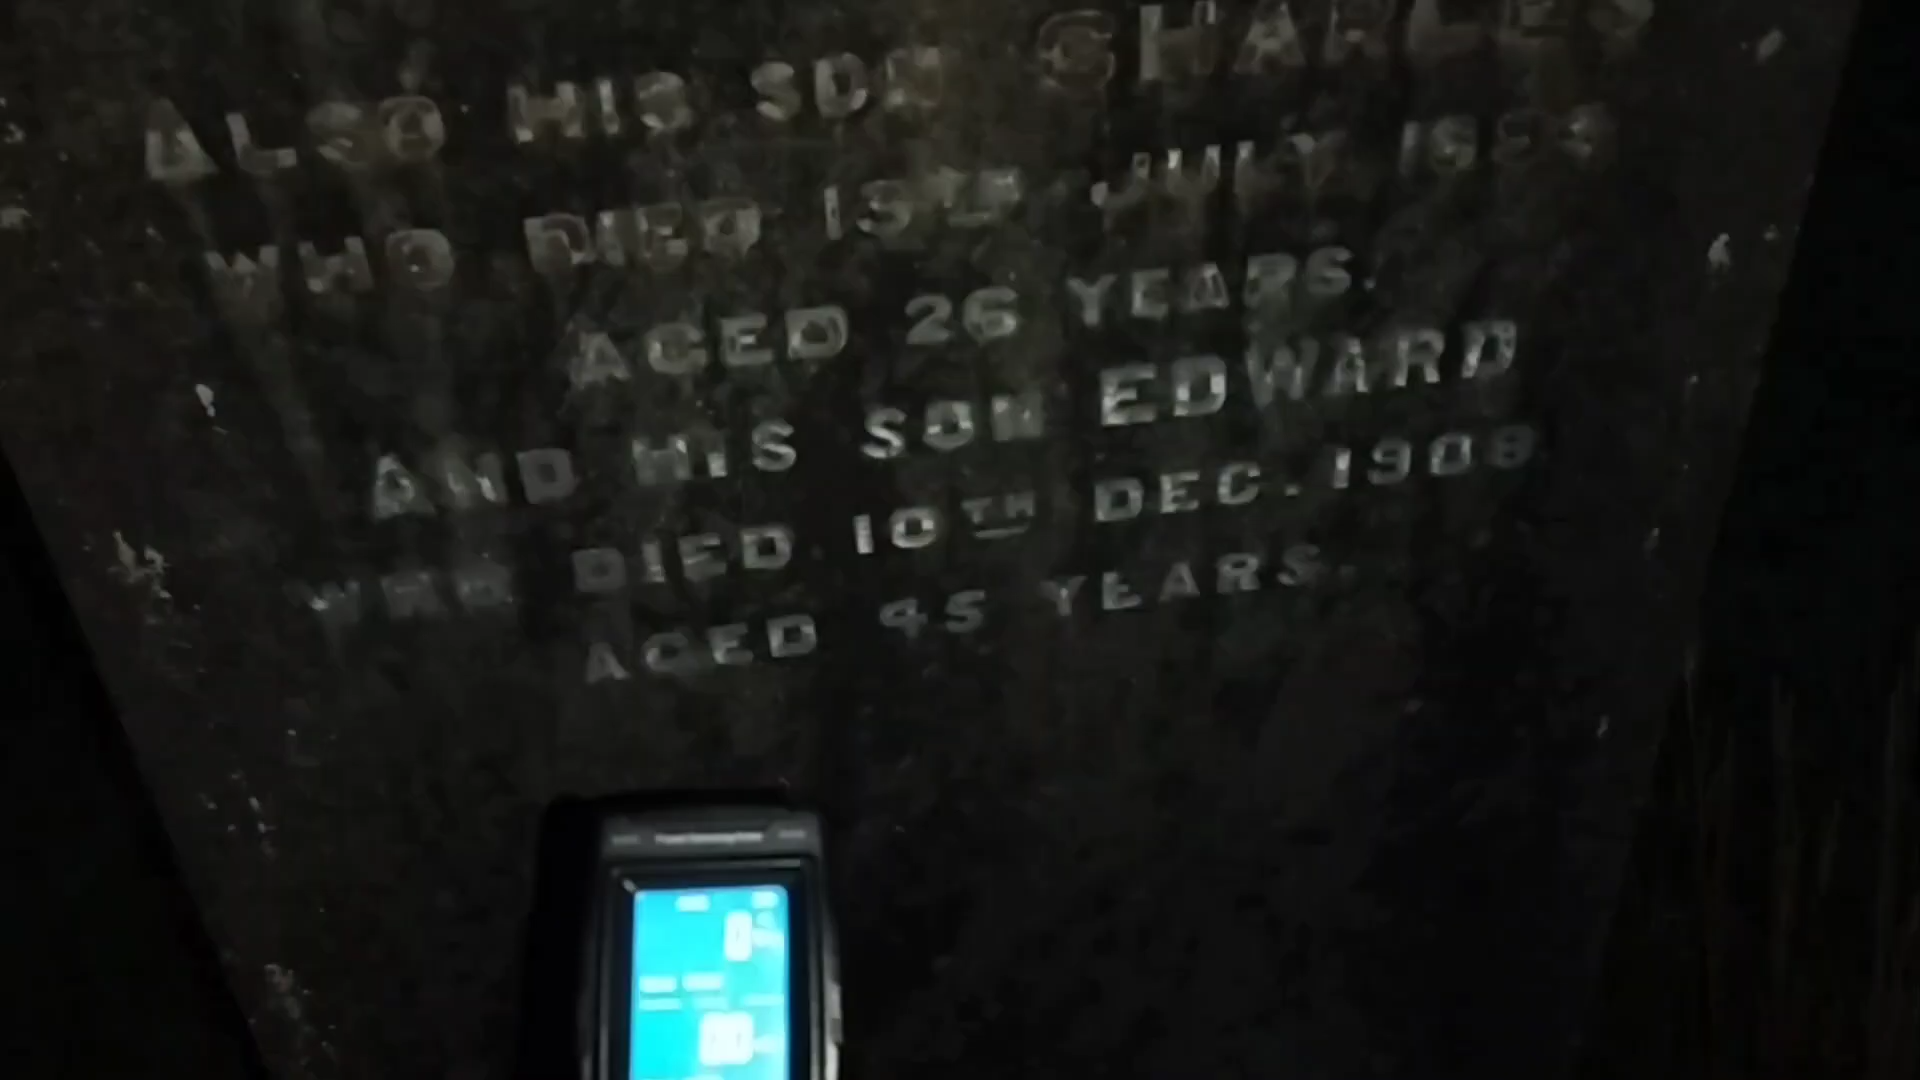 ALSO HIS SON CHARLES
WHO DIED 13TH JULY
AGED 26 YEARS.
AND HIS SON EDWARD
WHO DIED 10TH DEC. 1908
AGED 45 YEARS.